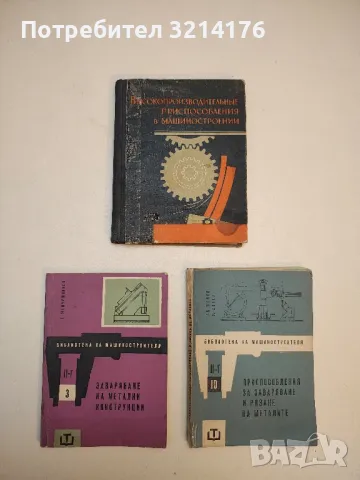 Потребител 3214176
ВЫСОКОПРОИЗВОДИТЕЛЬНЫЕ
ПРИСПОСОБЛЕНИЯ
В МАШИНОСТРОЕНИИ
БИБЛИОТЕКА НА МАШИНОСТРОИТЕЛЯ
3
ЗАВАРЯВАНЕ
НА МЕТАЛНИ
КОНСТРУКЦИИ
БИБЛИОТЕКА НА МАШИНОСТРОИТЕЛЯ
10
ПРИСПОСОБЛЕНИЯ
ЗА ЗАВАРЯВАНЕ
И РЯЗАНЕ
НА МЕТАЛИТЕ
bazar